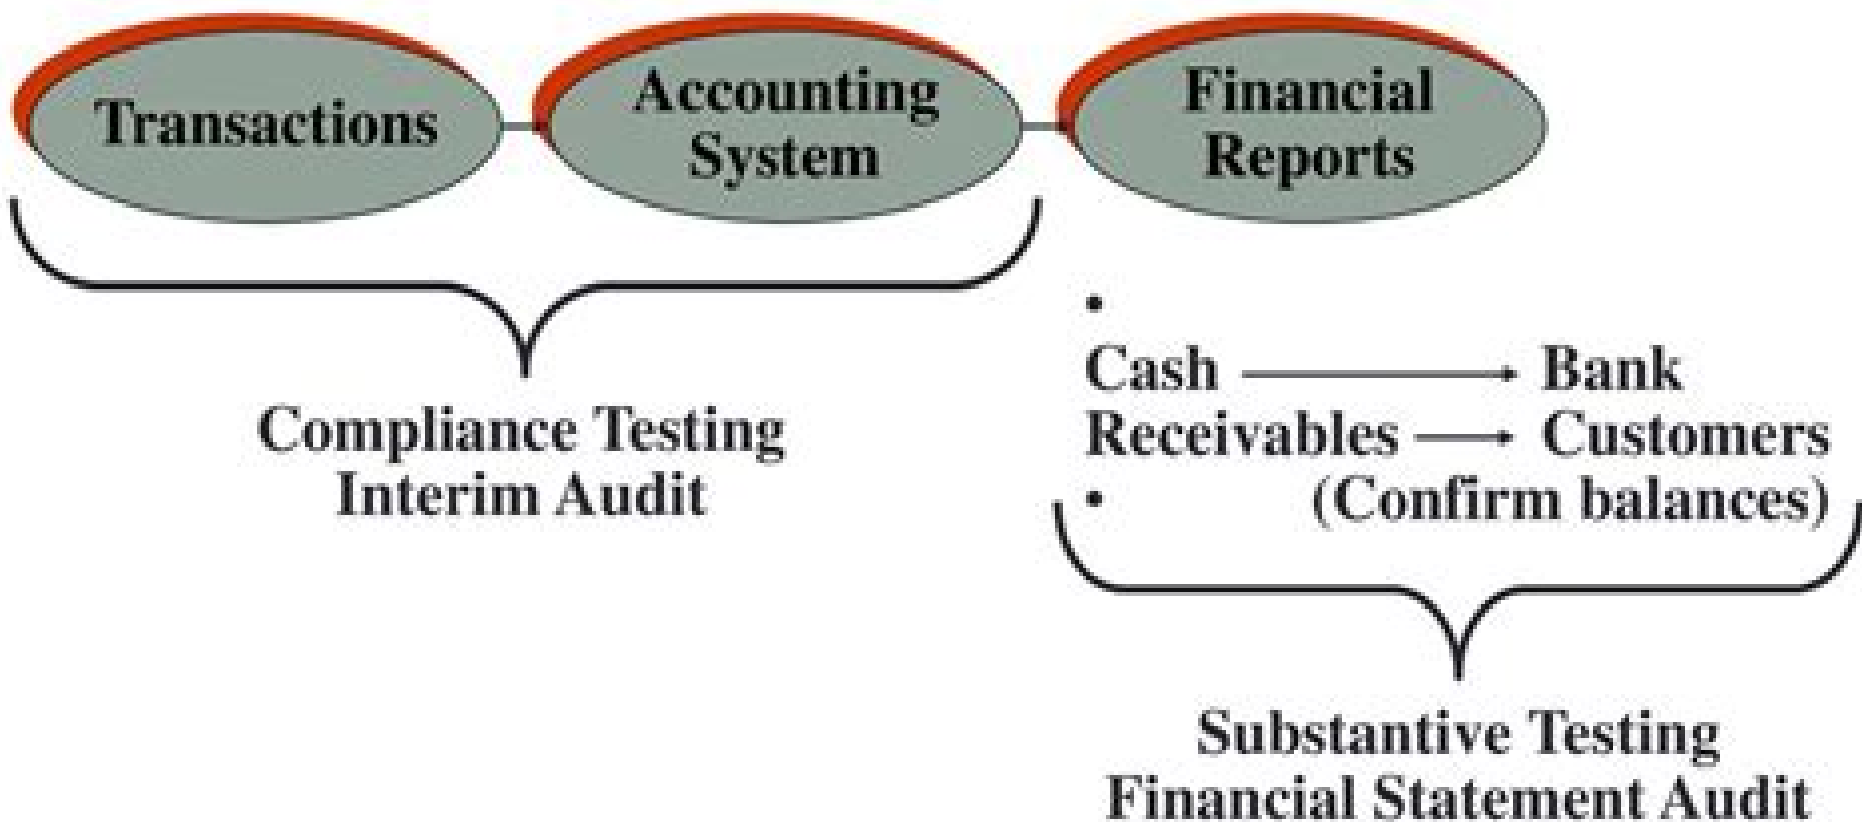 Transactions
Accounting
System
Financial
Reports
Compliance Testing
Interim Audit
•
Cash → Bank
Receivables → Customers
• (Confirm balances)
Substantive Testing
Financial Statement Audit